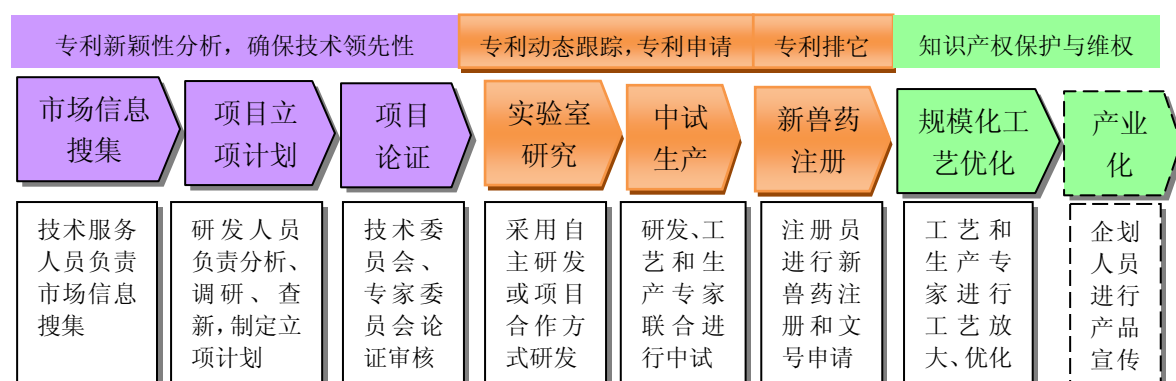 专利新颖性分析，确保技术领先性
专利动态跟踪，专利申请
专利排它
知识产权保护与维权
市场信息
搜集
项目立
项计划
项目
论证
实验室
研究
中试
生产
新兽药
注册
规模化工
艺优化
产业
化
技术服务
人员负责
市场信息
搜集
研发人员
负责分析、
调研、查
新，制定立
项计划
技术委
员会、
专家委
员会论
证审核
采用自
主研发
或项目
合作方
式研发
研发、工
艺和生
产专家
联合进
行中试
注册员
进行新
兽药注
册和文
号申请
工艺和
生产专
家进行
工艺放
大、优化
企划
人员
进行
产品
宣传